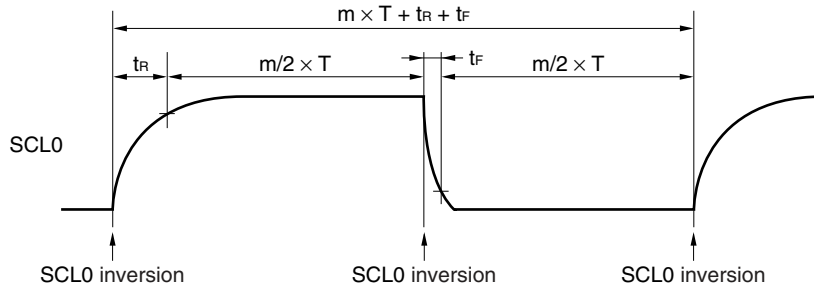 m × T + tR + tF
tR
m/2 × T
tF
m/2 × T
SCL0
SCL0 inversion
SCL0 inversion
SCL0 inversion